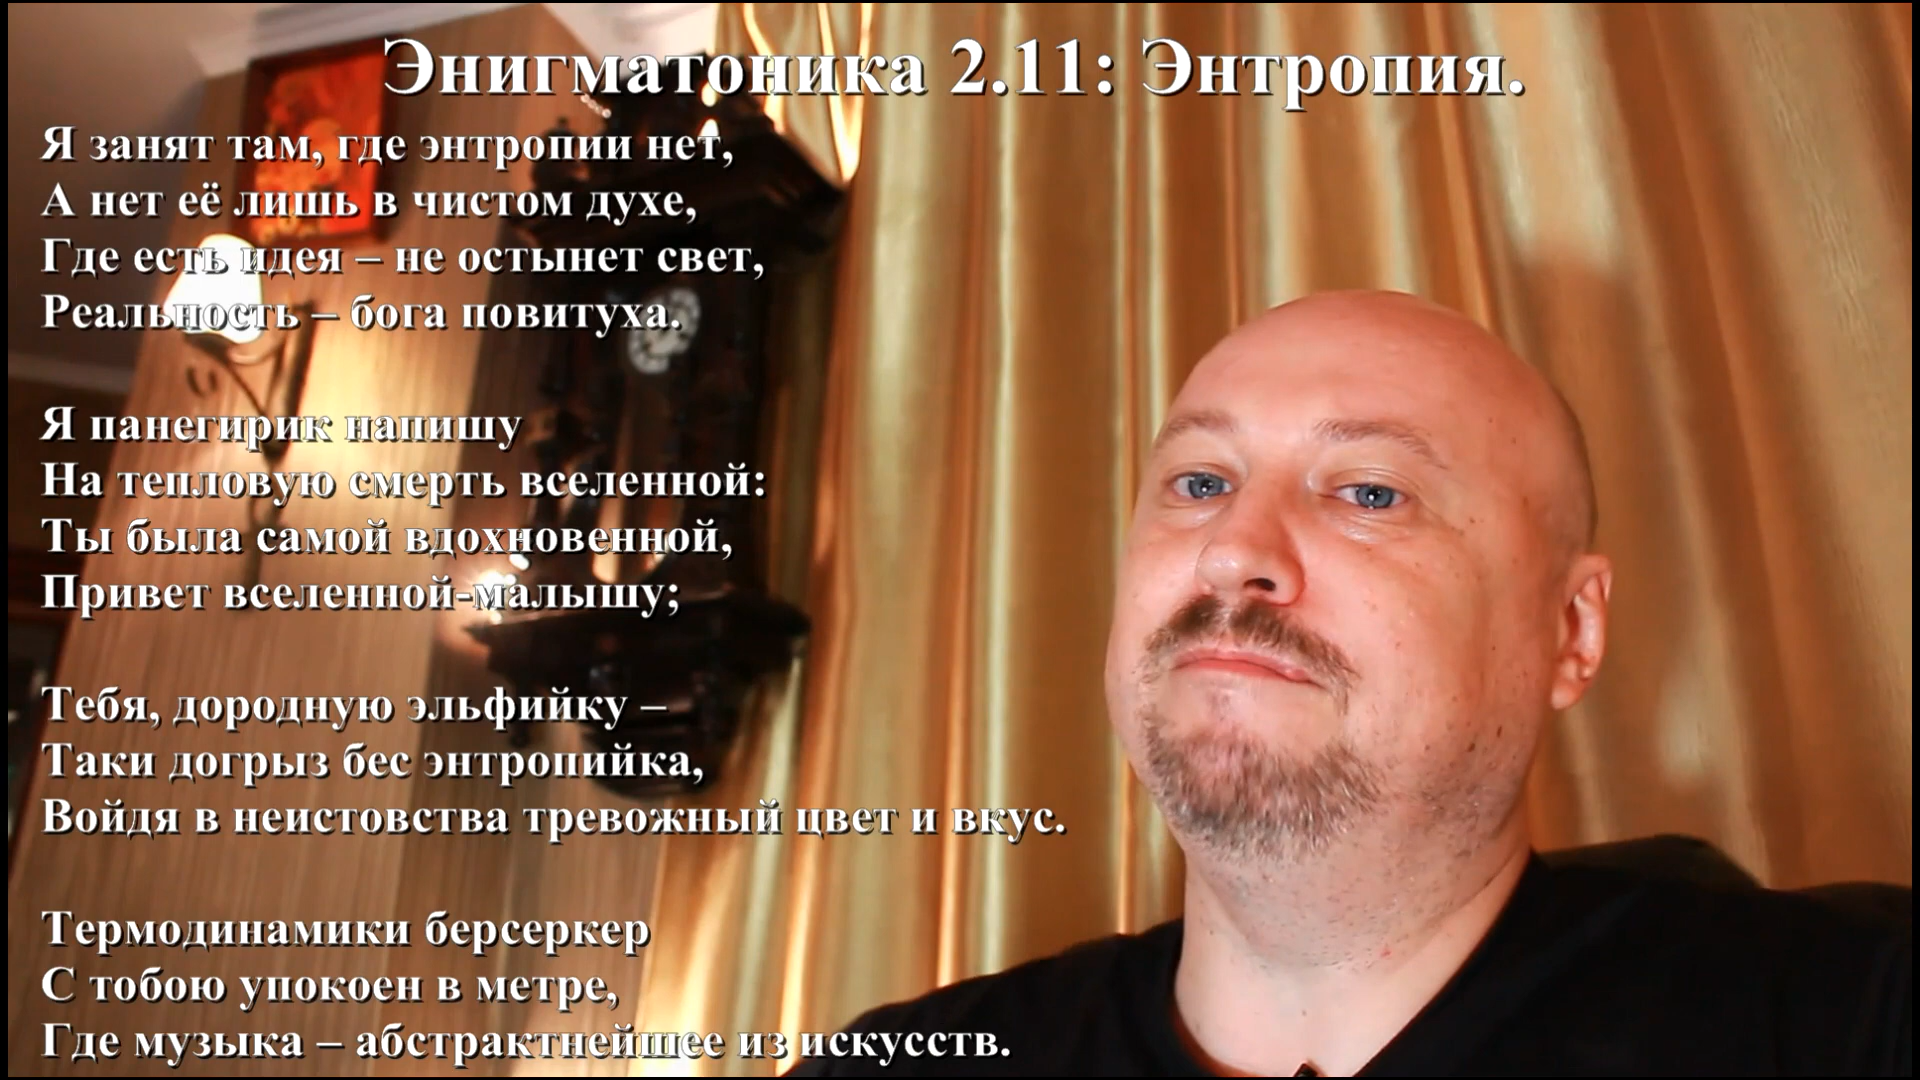 Энигматоника 2.11: Энтропия.
Я занят там, где энтропии нет,
А нет её лишь в чистом духе,
Где есть идея – не остынет свет,
Реальность – бога повитуха.
Я панегирик напишу
На тепловую смерть вселенной:
Ты была самой вдохновенной,
Привет вселенной-малышу;
Тебя, дородную эльфийку –
Таки догрыз бес энтропийка,
Войдя в неистовства тревожный цвет и вкус.
Термодинамики берсеркер
С тобою упокоен в метре,
Где музыка – абстрактнейшее из искусств.